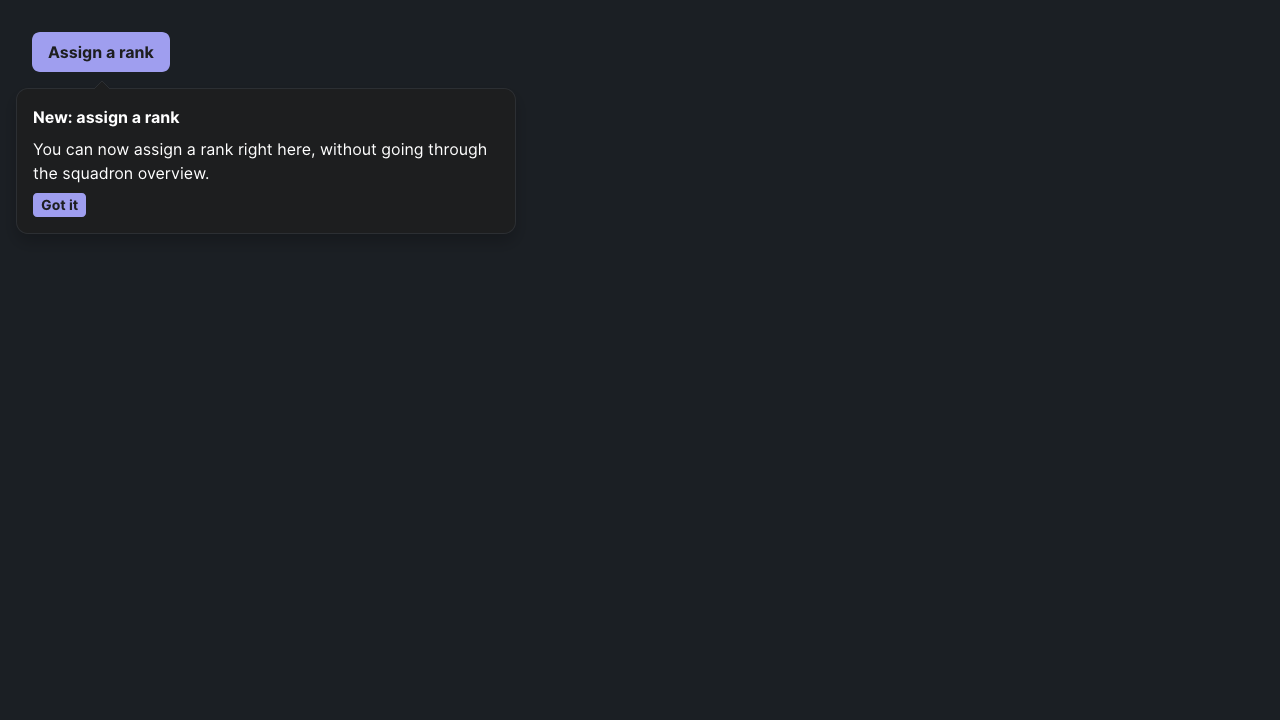 Assign a rank
New: assign a rank
You can now assign a rank right here, without going through
the squadron overview.
Got it